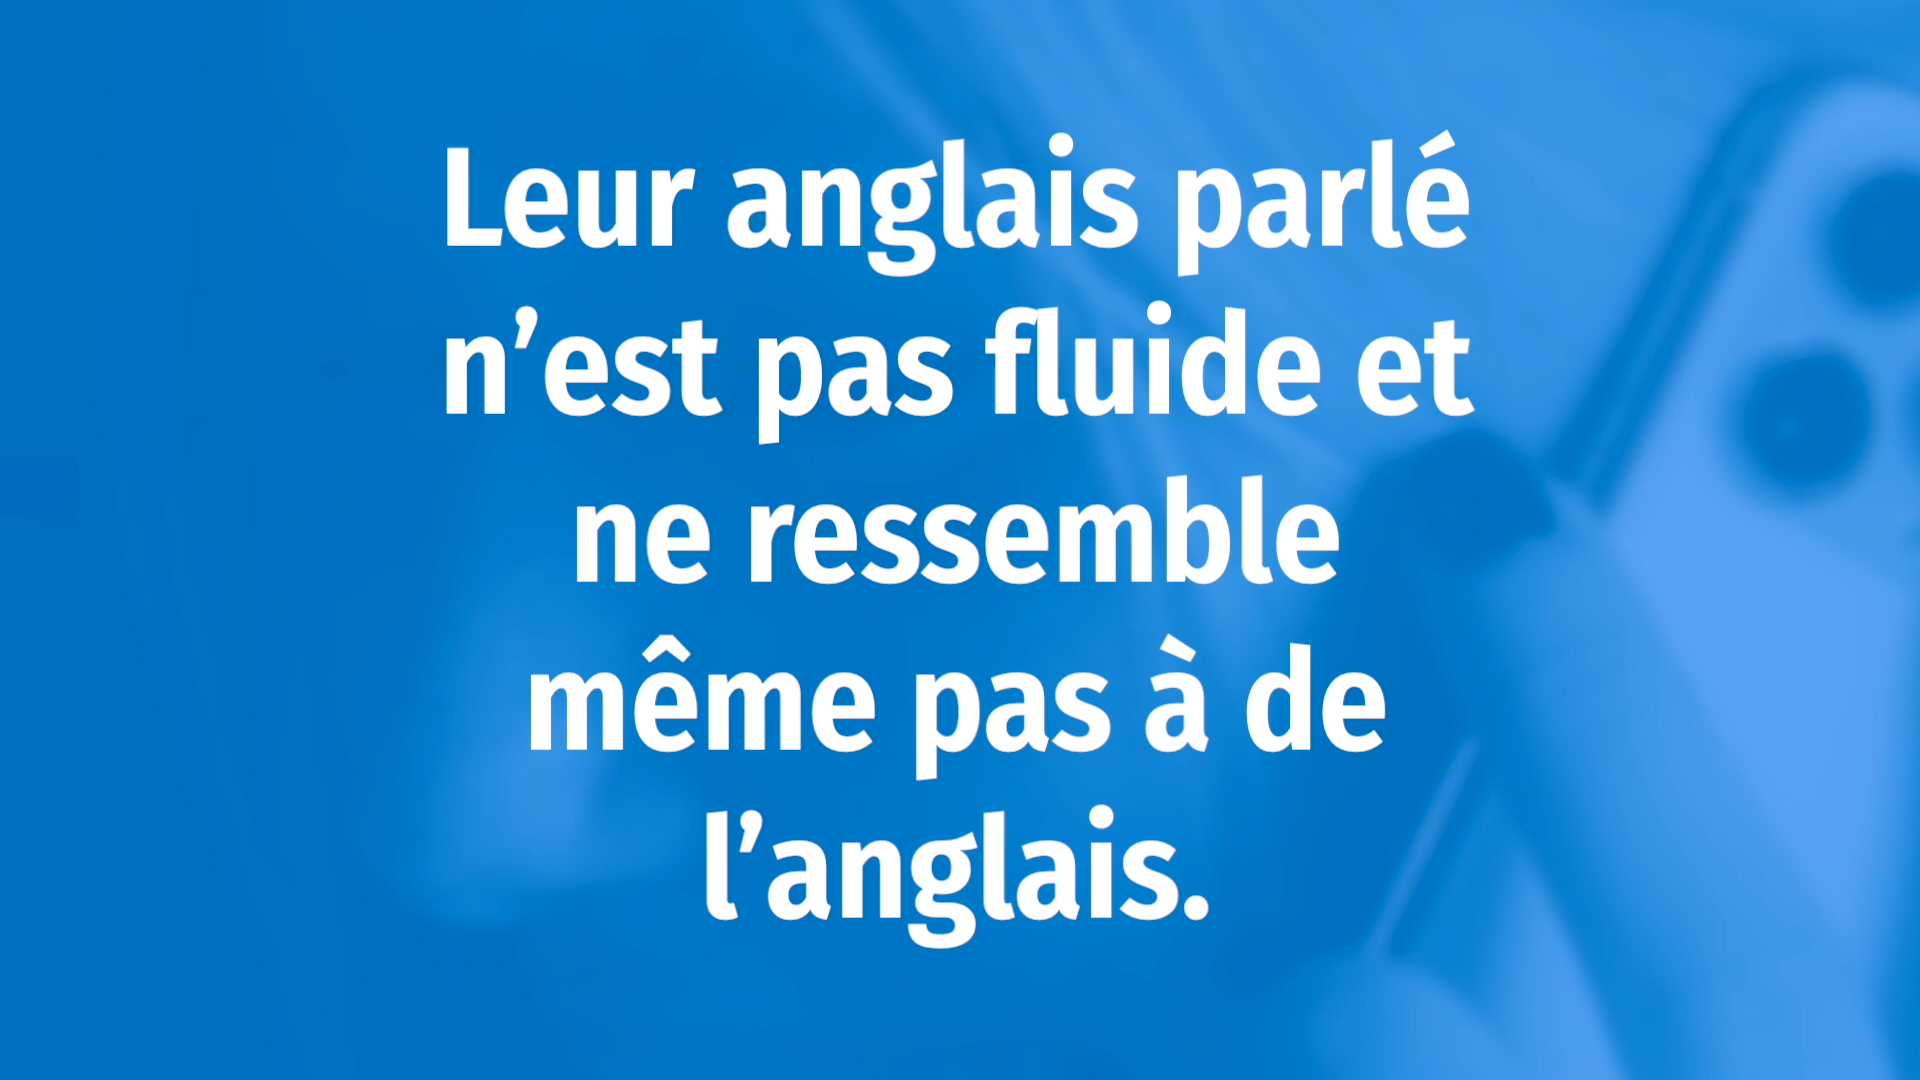 Leur anglais parlé
n’est pas fluide et
ne ressemble
même pas à de
l’anglais.